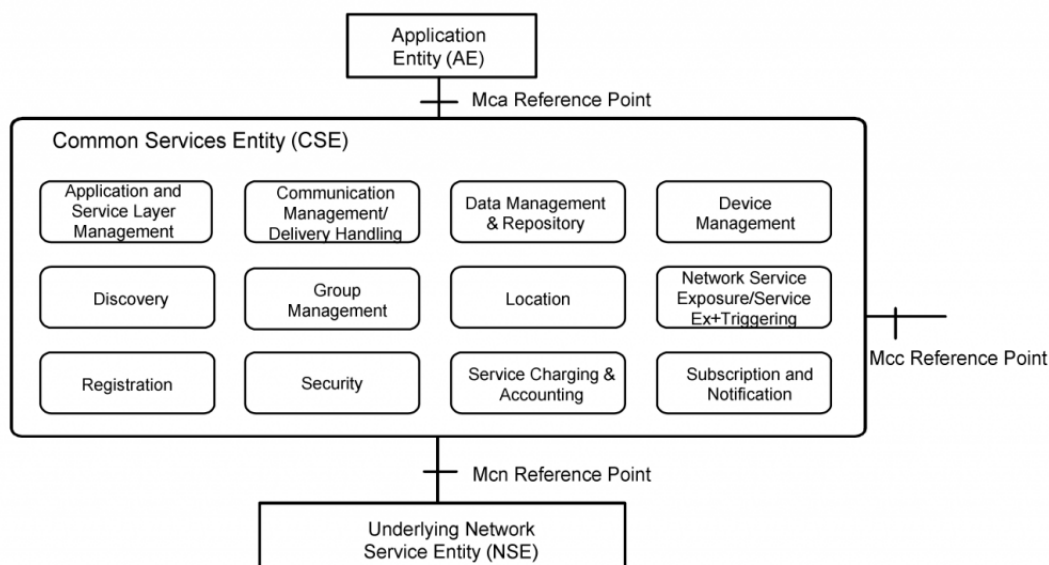 Application
Entity (AE)
Mca Reference Point
Common Services Entity (CSE)
Application and
Service Layer
Management
Communication
Management/
Delivery Handling
Data Management
& Repository
Device
Management
Discovery
Group
Management
Location
Network Service
Exposure/Service
Ex+Triggering
Mcc Reference Point
Registration
Security
Service Charging &
Accounting
Subscription and
Notification
Mcn Reference Point
Underlying Network
Service Entity (NSE)